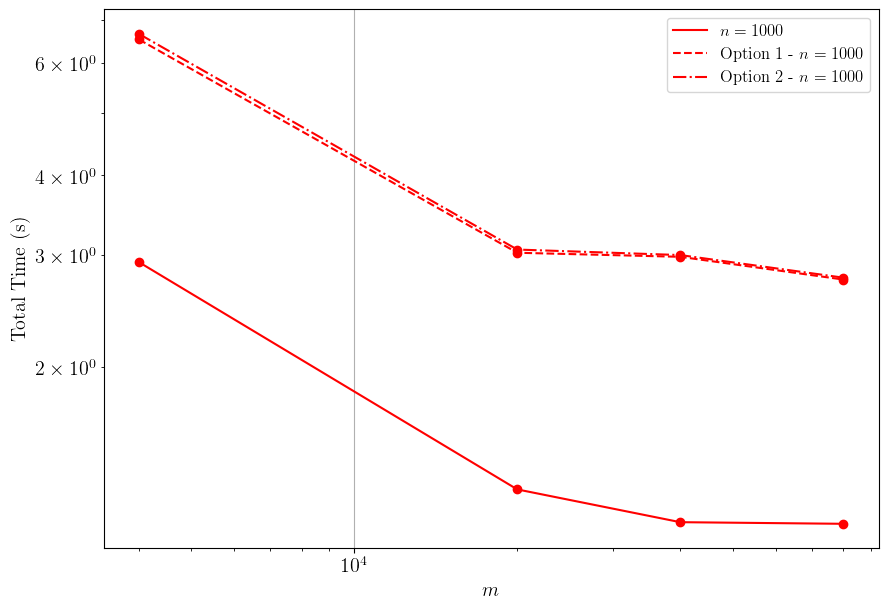 n = 1000
Option 1 - n = 1000
Option 2 - n = 1000
6 × 10⁰
4 × 10⁰
3 × 10⁰
2 × 10⁰
Total Time (s)
10⁴
m